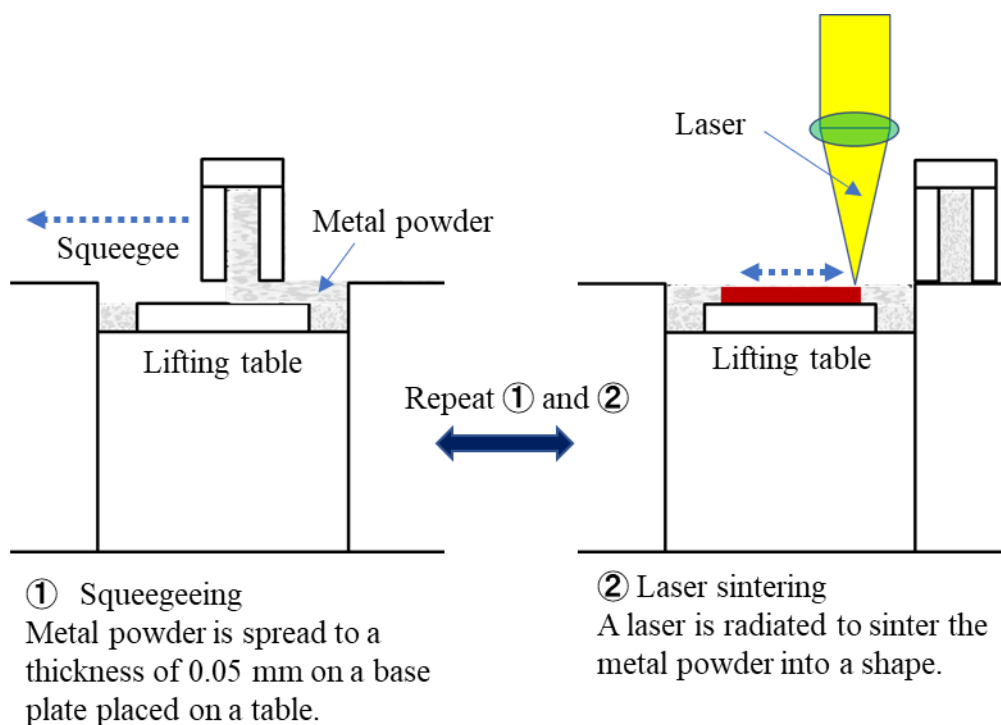 Squeegee
Metal powder
Lifting table
Repeat ① and ②
Laser
Lifting table
① Squeegeeing
Metal powder is spread to a
thickness of 0.05 mm on a base
plate placed on a table.
② Laser sintering
A laser is radiated to sinter the
metal powder into a shape.